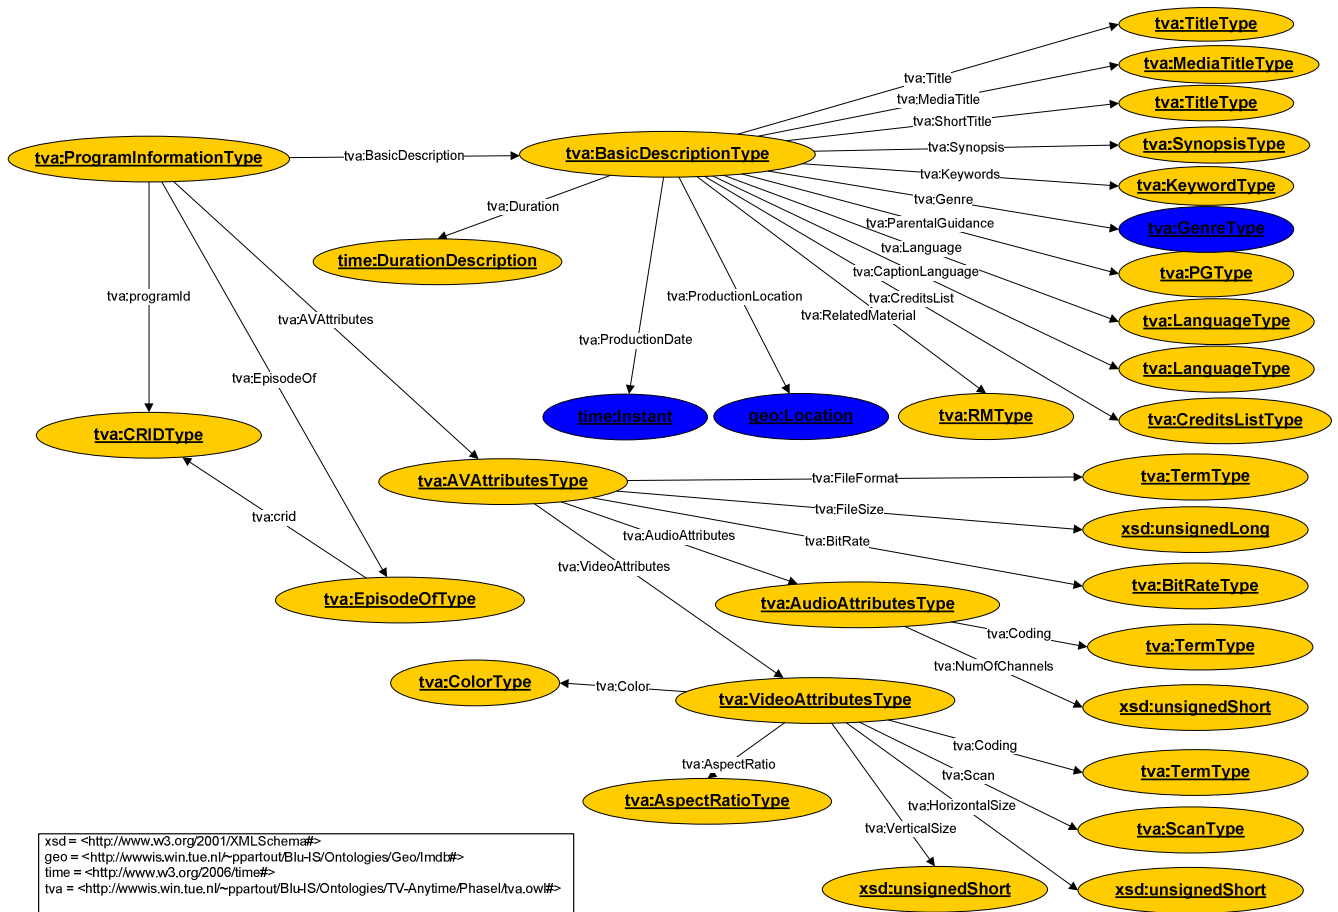 tva:TitleType
tva:Title
tva:MediaTitleType
tva:MediaTitle
tva:TitleType
tva:ShortTitle
tva:ProgramInformationType
tva:BasicDescription
tva:BasicDescriptionType
tva:Synopsis
tva:SynopsisType
tva:Keywords
tva:KeywordType
tva:Genre
tva:GenreType
tva:Duration
tva:ParentalGuidance
tva:Language
time:DurationDescription
tva:PGType
tva:CaptionLanguage
tva:programId
tva:ProductionLocation
tva:CreditsList
tva:RelatedMaterial
tva:AVAttributes
tva:LanguageType
tva:ProductionDate
tva:EpisodeOf
tva:LanguageType
time:Instant
geo:Location
tva:RMType
tva:CreditsListType
tva:CRIDType
tva:AVAttributesType
tva:FileFormat
tva:TermType
tva:FileSize
tva:crid
xsd:unsignedLong
tva:AudioAttributes
tva:BitRate
tva:VideoAttributes
tva:BitRateType
tva:EpisodeOfType
tva:AudioAttributesType
tva:Coding
tva:TermType
tva:NumOfChannels
tva:ColorType
tva:Color
tva:VideoAttributesType
xsd:unsignedShort
tva:Coding
tva:AspectRatio
tva:TermType
tva:Scan
tva:AspectRatioType
tva:HorizontalSize
tva:VerticalSize
tva:ScanType
xsd:unsignedShort
xsd:unsignedShort
xsd = <http://www.w3.org/2001/XMLSchema#>
geo = <http://wwwis.win.tue.nl/~ppartout/Blu-IS/Ontologies/Geo/Imdb#>
time = <http://www.w3.org/2006/time#>
tva = <http://wwwis.win.tue.nl/~ppartout/Blu-IS/Ontologies/TV-Anytime/PhaseI/tva.owl#>